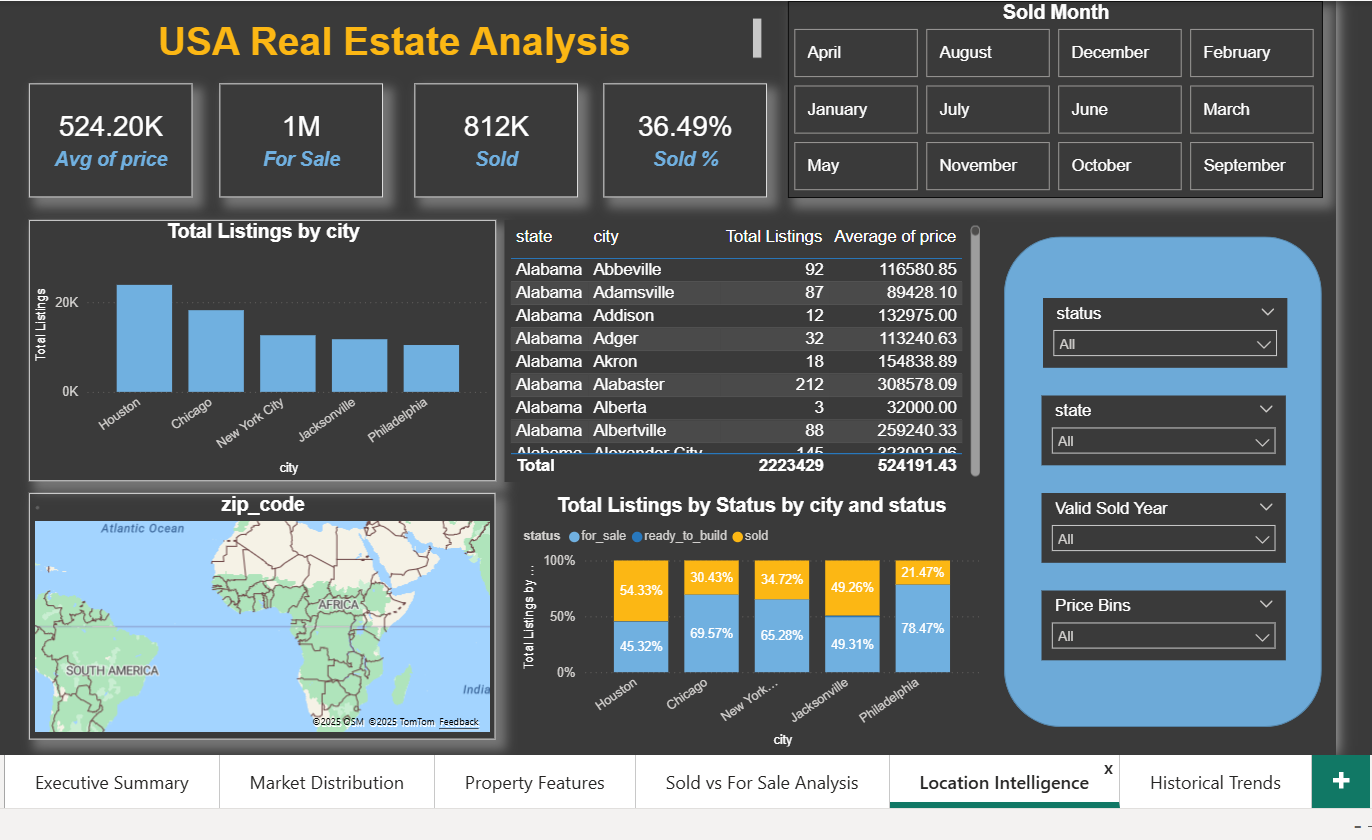 USA Real Estate Analysis
524.20K
Avg of price
1M
For Sale
812K
Sold
36.49%
Sold %
Sold Month
April
August
December
February
January
July
June
March
May
November
October
September
Total Listings by city
Total Listings
20K
0K
Houston
Chicago
New York City
Jacksonville
Philadelphia
city
state city Total Listings Average of price
Alabama Abbeville 92 116580.85
Alabama Adamsville 87 89428.10
Alabama Addison 12 132975.00
Alabama Adger 32 113240.63
Alabama Akron 18 154838.89
Alabama Alabaster 212 308578.09
Alabama Alberta 3 32000.00
Alabama Albertville 88 259240.33
Alabama Alexander City 145 323002.06
Total 2223429 524191.43
status
All
state
All
Valid Sold Year
All
Price Bins
All
zip_code
Atlantic Ocean
AFRICA
SOUTH AMERICA
India
©2025 OSM ©2025 TomTom Feedback
Total Listings by Status by city and status
status for_sale ready_to_build sold
Total Listings by ...
100%
50%
0%
54.33%
30.43%
34.72%
49.26%
21.47%
45.32%
69.57%
65.28%
49.31%
78.47%
Houston
Chicago
New York...
Jacksonville
Philadelphia
city
Executive Summary
Market Distribution
Property Features
Sold vs For Sale Analysis
Location Intelligence
x
Historical Trends
+